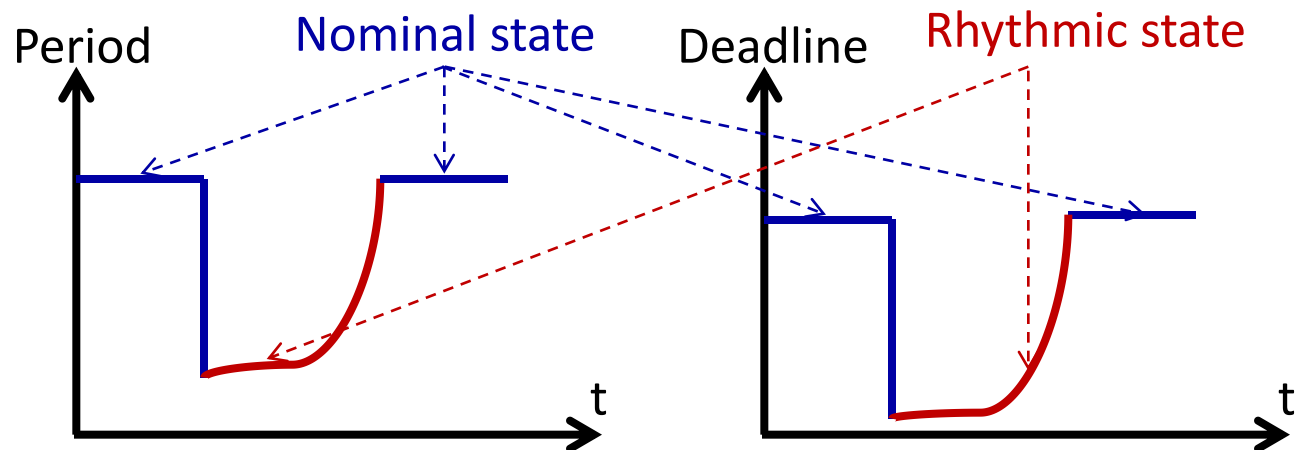 Period
Nominal state
Deadline
Rhythmic state
t
t